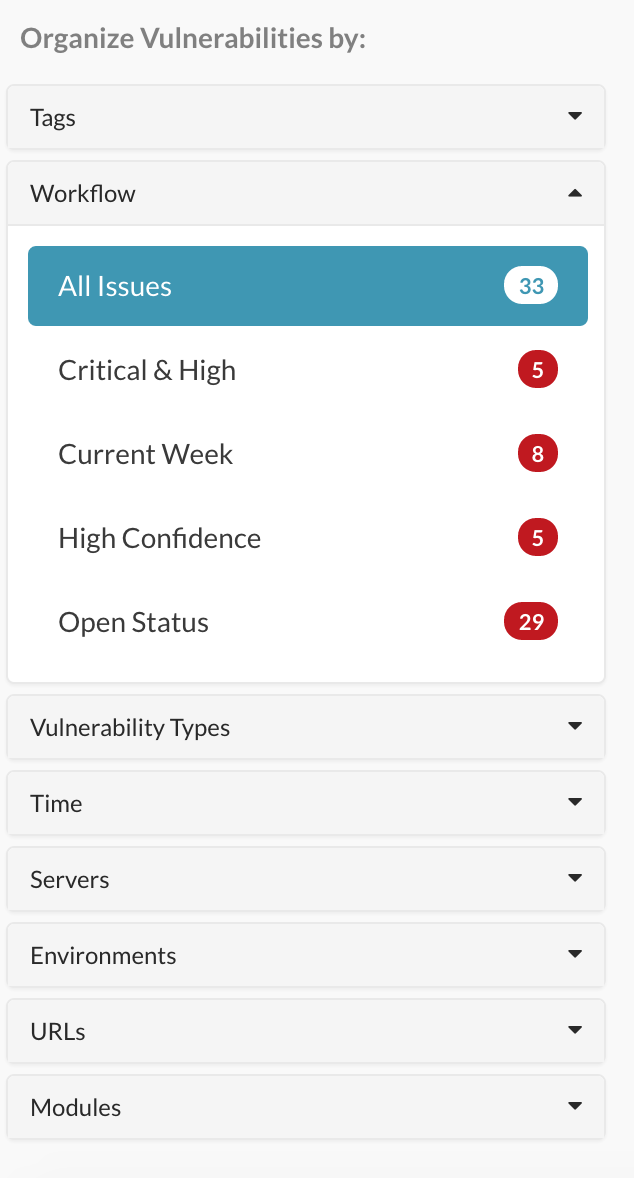 Organize Vulnerabilities by:
Tags
Workflow
All Issues 33
Critical & High 5
Current Week 8
High Confidence 5
Open Status 29
Vulnerability Types
Time
Servers
Environments
URLs
Modules